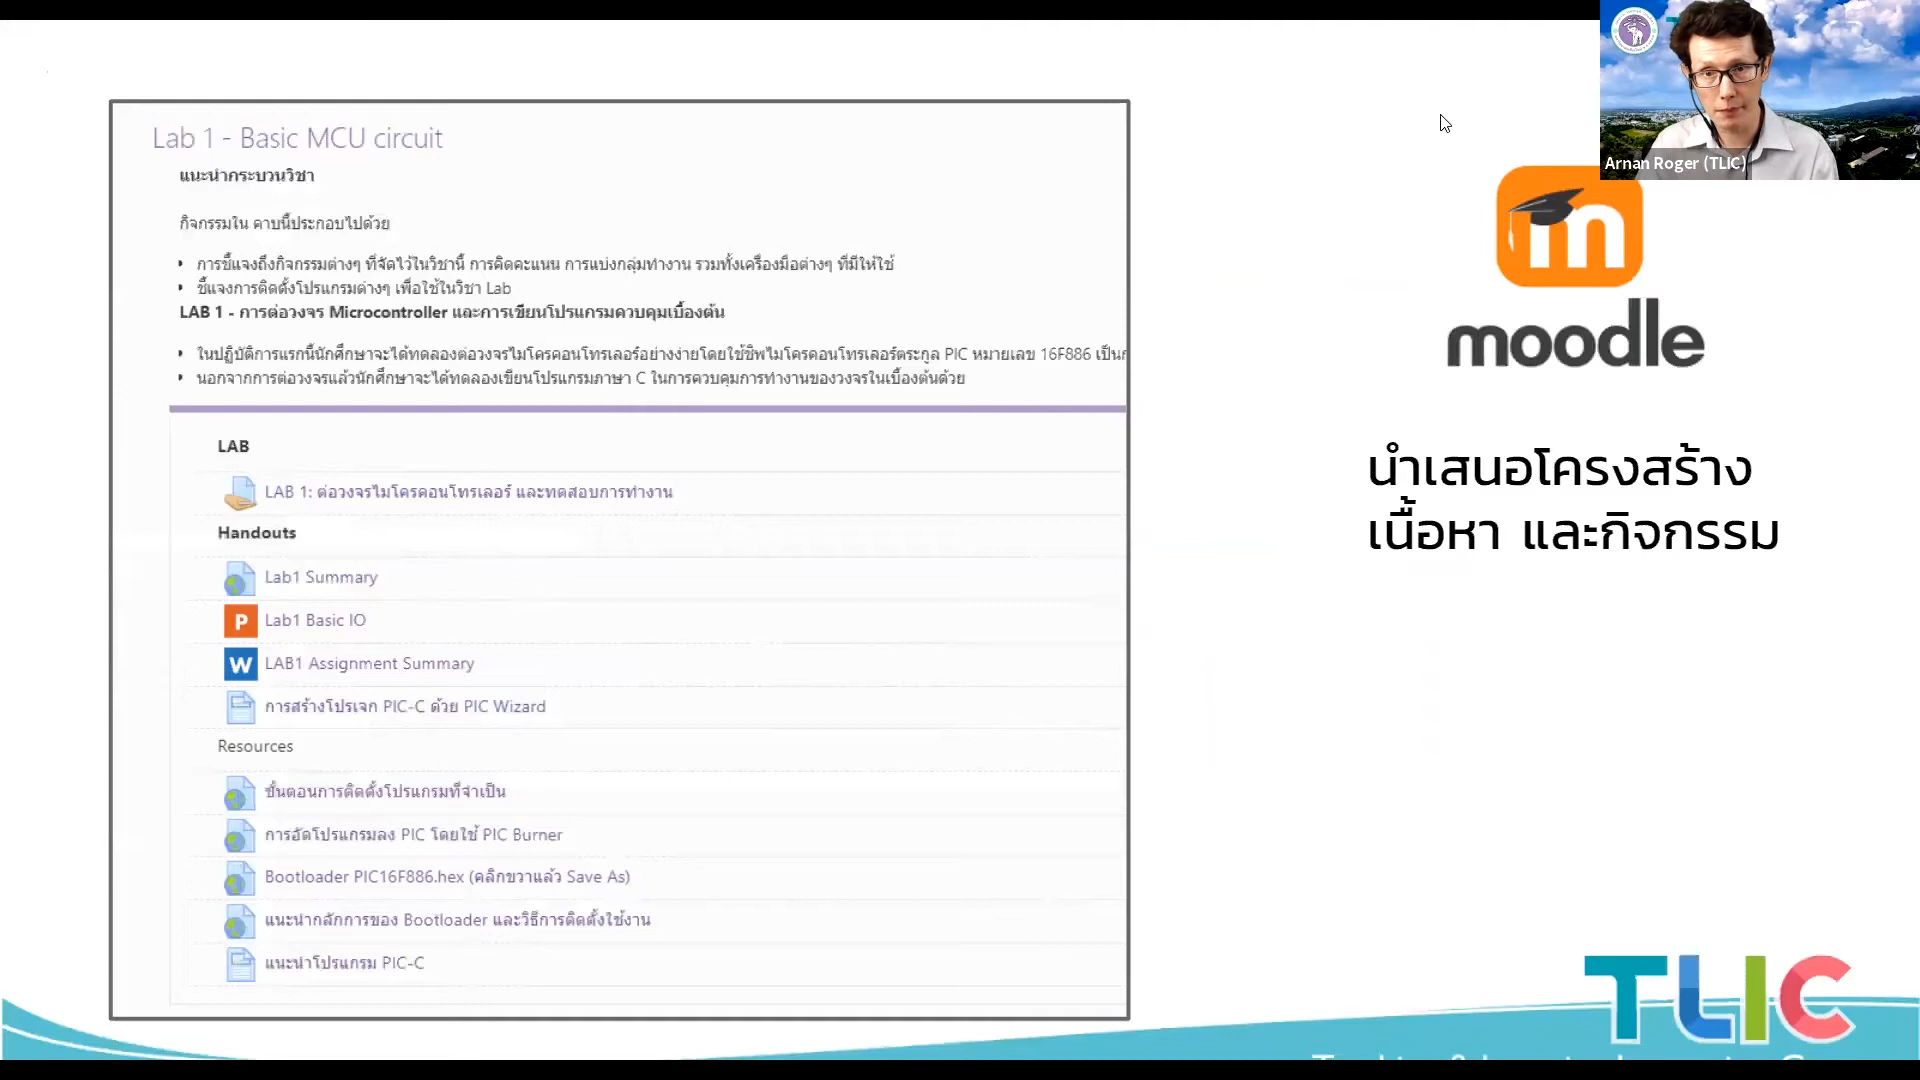 Lab 1 - Basic MCU circuit
แนะนำกระบวนวิชา
กิจกรรมใน คาบนี้ประกอบไปด้วย
การชี้แจงถึงกิจกรรมต่างๆ ที่จัดไว้ในวิชานี้ การคิดคะแนน การแบ่งกลุ่มทำงาน รวมทั้งเครื่องมือต่างๆ ที่มีให้ใช้
ชี้แจงการติดตั้งโปรแกรมต่างๆ เพื่อใช้ในวิชา Lab
LAB 1 - การต่อวงจร Microcontroller และการเขียนโปรแกรมควบคุมเบื้องต้น
ในปฏิบัติการแรกนี้นักศึกษาจะได้ทดลองต่อวงจรไมโครคอนโทรเลอร์อย่างง่ายโดยใช้ชิพไมโครคอนโทรเลอร์ตระกูล PIC หมายเลข 16F886
นอกจากการต่อวงจรแล้วนักศึกษาจะได้ทดลองเขียนโปรแกรมภาษา C ในการควบคุมการทำงานของวงจรในเบื้องต้นด้วย
LAB
LAB 1: ต่อวงจรไมโครคอนโทรเลอร์ และทดสอบการทำงาน
Handouts
Lab1 Summary
P Lab1 Basic IO
W LAB1 Assignment Summary
การสร้างโปรเจก PIC-C ด้วย PIC Wizard
Resources
ขั้นตอนการติดตั้งโปรแกรมที่จำเป็น
การอัดโปรแกรมลง PIC โดยใช้ PIC Burner
Bootloader PIC16F886.hex (คลิกขวาแล้ว Save As)
แนะนำกลักการของ Bootloader และวิธีการติดตั้งใช้งาน
แนะนำโปรแกรม PIC-C
Arnan Roger (TLIC)
m
moodle
นำเสนอโครงสร้าง
เนื้อหา และกิจกรรม
TLIC